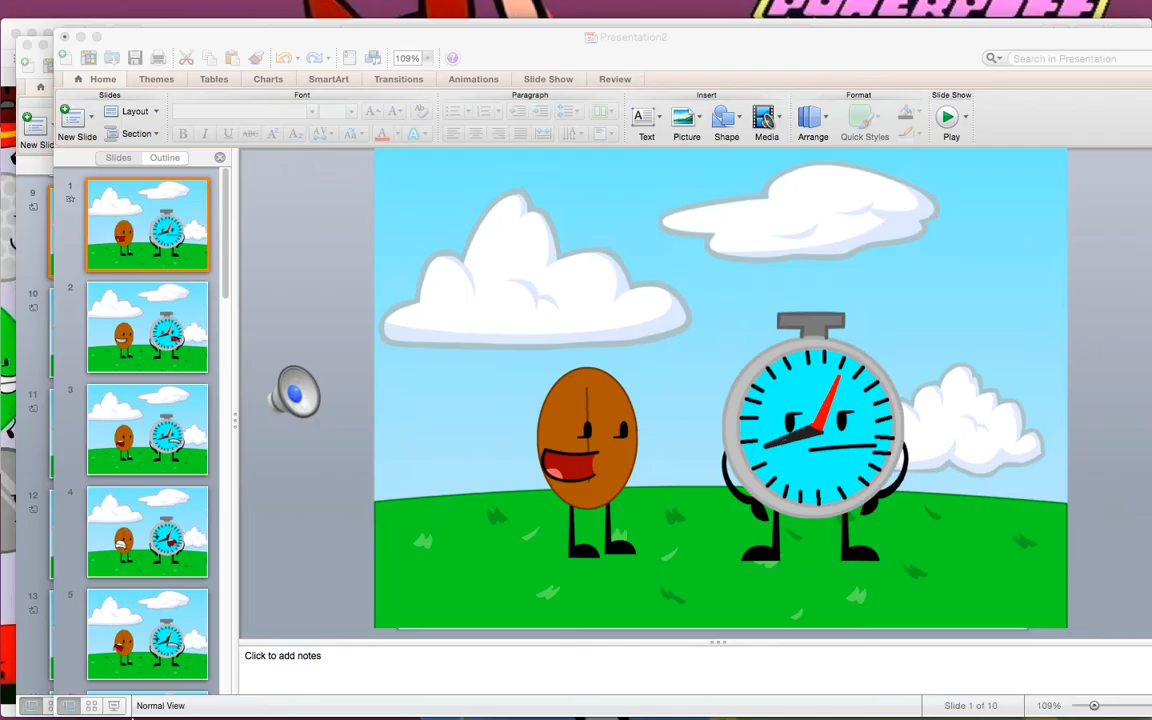 POWERPUFF
Presentation2
109%
Search in Presentation
Home Themes Tables Charts SmartArt Transitions Animations Slide Show Review
Slides Font Paragraph Insert Format Slide Show
New Slide Layout Section
B I U ABC A² A₂
Text Picture Shape Media Arrange Quick Styles Play
New Slid
Slides Outline
1
2
3
4
5
9
10
11
12
13
Click to add notes
Normal View Slide 1 of 10 109%